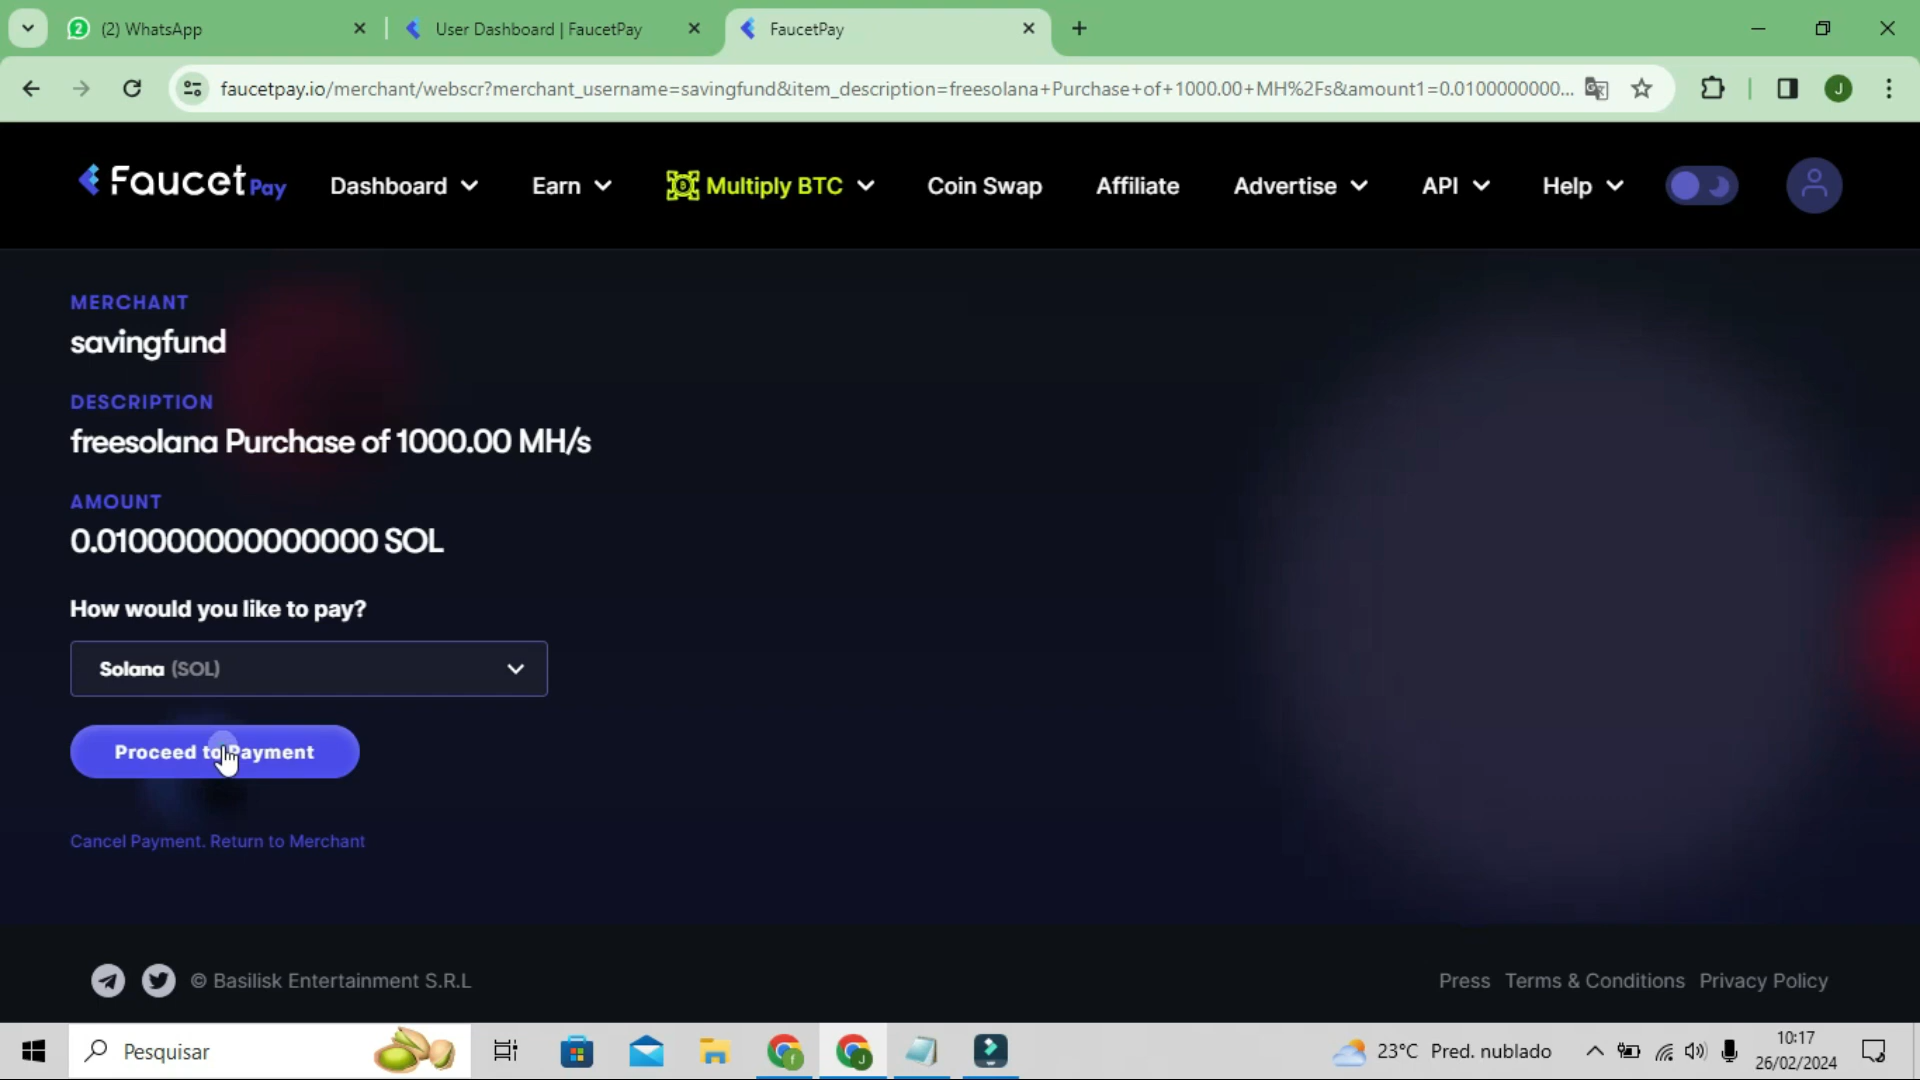 (2) WhatsApp
User Dashboard | FaucetPay
FaucetPay
faucetpay.io/merchant/webscr?merchant_username=savingfund&item_description=freesolana+Purchase+of+1000.00+MH%2Fs&amount1=0.0100000000...
J
FaucetPay
Dashboard
Earn
Multiply BTC
Coin Swap
Affiliate
Advertise
API
Help
MERCHANT
savingfund
DESCRIPTION
freesolana Purchase of 1000.00 MH/s
AMOUNT
0.010000000000000 SOL
How would you like to pay?
Solana (SOL)
Proceed to Payment
Cancel Payment. Return to Merchant
© Basilisk Entertainment S.R.L
Press
Terms & Conditions
Privacy Policy
Pesquisar
23°C Pred. nublado
10:17
26/02/2024